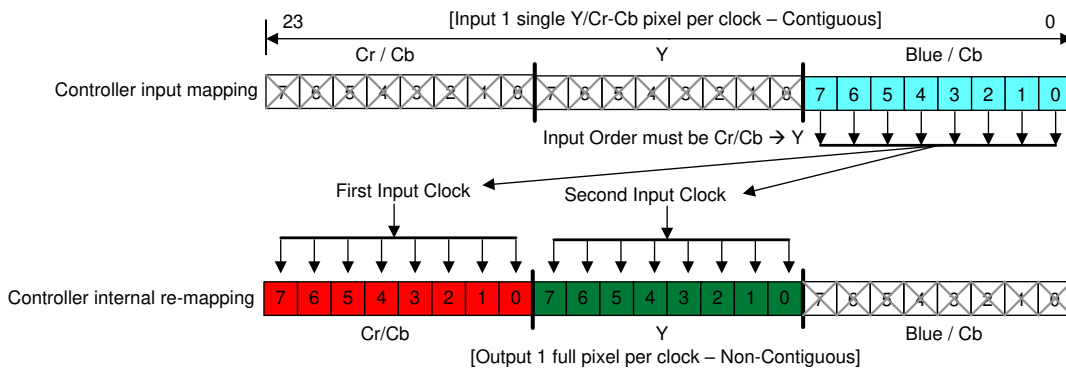 23 [Input 1 single Y/Cr-Cb pixel per clock – Contiguous] 0
Cr / Cb Y Blue / Cb
Controller input mapping 7 6 5 4 3 2 1 0 7 6 5 4 3 2 1 0 7 6 5 4 3 2 1 0
Input Order must be Cr/Cb → Y
First Input Clock Second Input Clock
Controller internal re-mapping 7 6 5 4 3 2 1 0 7 6 5 4 3 2 1 0 7 6 5 4 3 2 1 0
Cr/Cb Y Blue / Cb
[Output 1 full pixel per clock – Non-Contiguous]